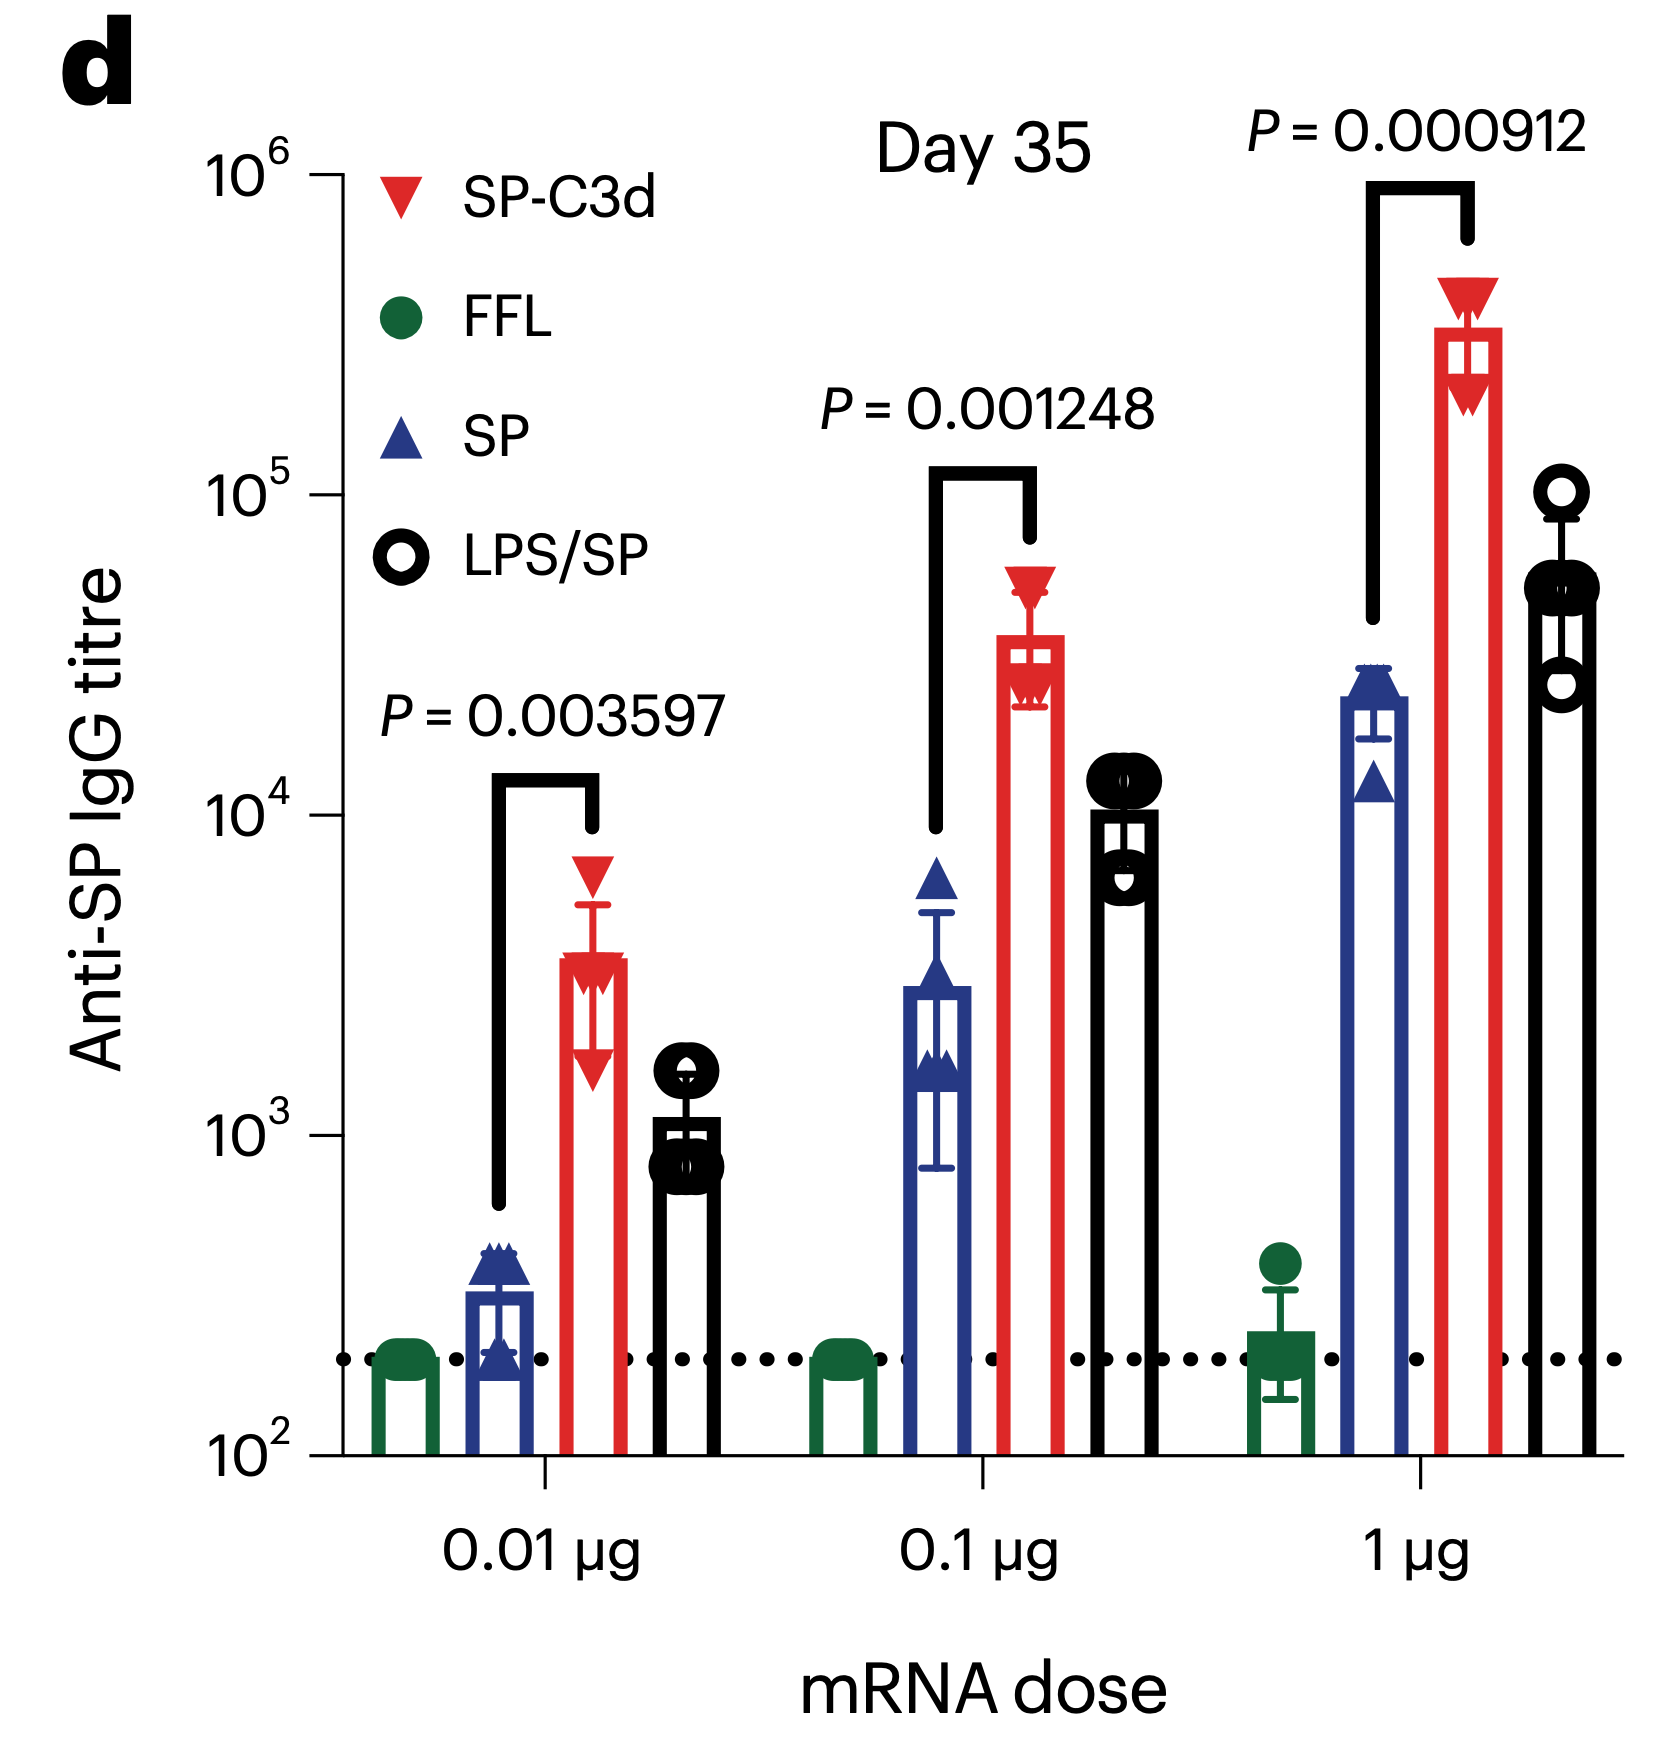 d
Day 35
P = 0.000912
10⁶
SP-C3d
FFL
P = 0.001248
SP
10⁵
LPS/SP
Anti-SP IgG titre
P = 0.003597
10⁴
10³
10²
0.01 µg
0.1 µg
1 µg
mRNA dose